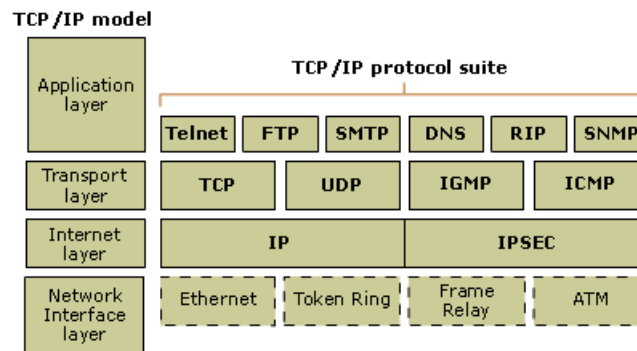 TCP/IP model
TCP/IP protocol suite
Application
layer
Telnet FTP SMTP DNS RIP SNMP
Transport
layer
TCP UDP IGMP ICMP
Internet
layer
IP IPSEC
Network
Interface
layer
Ethernet Token Ring Frame
Relay ATM